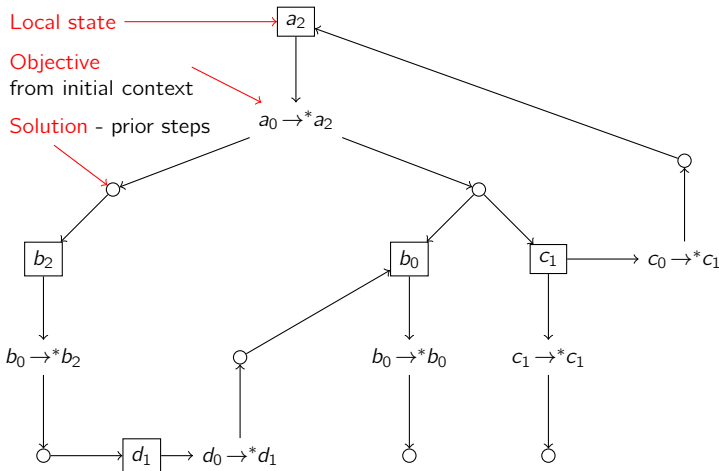 a₂
Local state
Objective
from initial context
a₀ →* a₂
Solution - prior steps
b₂
b₀
c₁
c₀ →* c₁
b₀ →* b₂
b₀ →* b₀
c₁ →* c₁
d₁
d₀ →* d₁